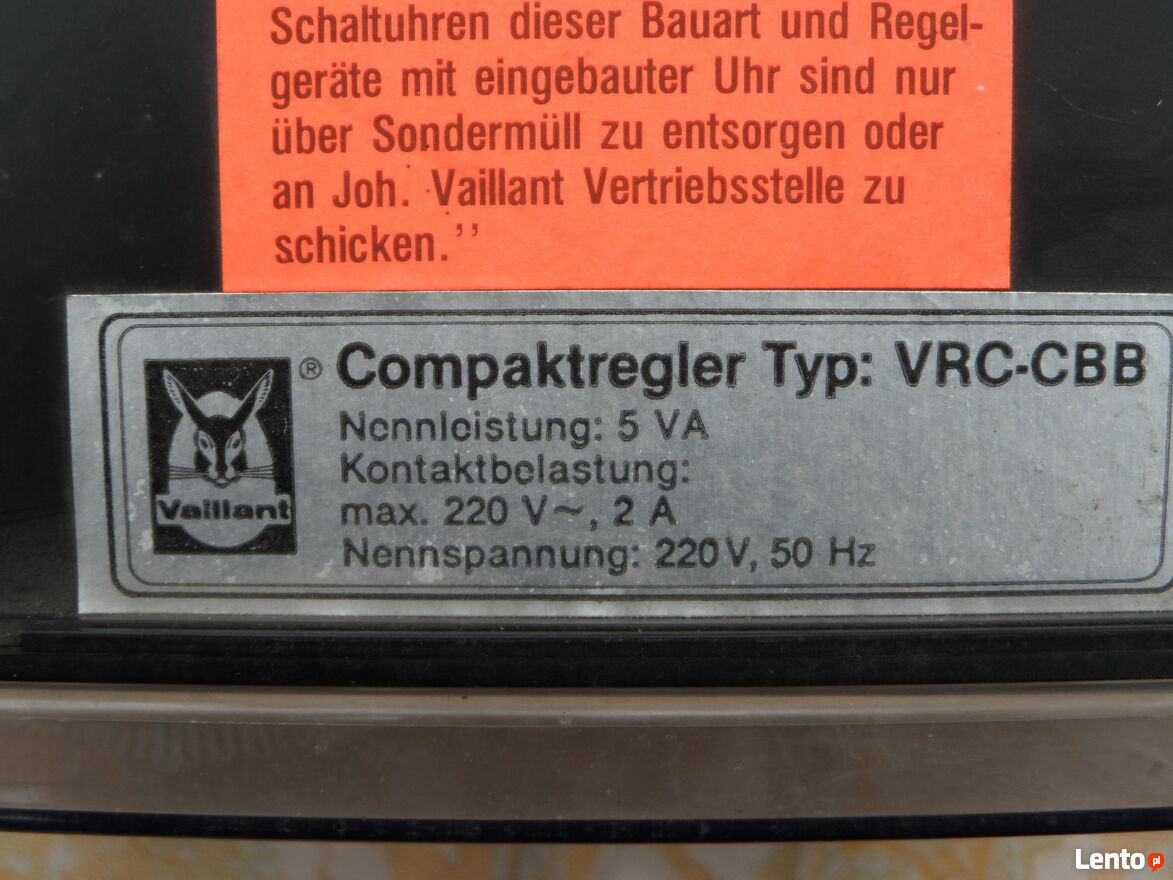 Schaltuhren dieser Bauart und Regel-
geräte mit eingebauter Uhr sind nur
über Sondermüll zu entsorgen oder
an Joh. Vaillant Vertriebsstelle zu
schicken.”
® Compaktregler Typ: VRC-CBB
Nennleistung: 5 VA
Kontaktbelastung:
max. 220 V~, 2 A
Nennspannung: 220V, 50 Hz
Vaillant
Lento pl